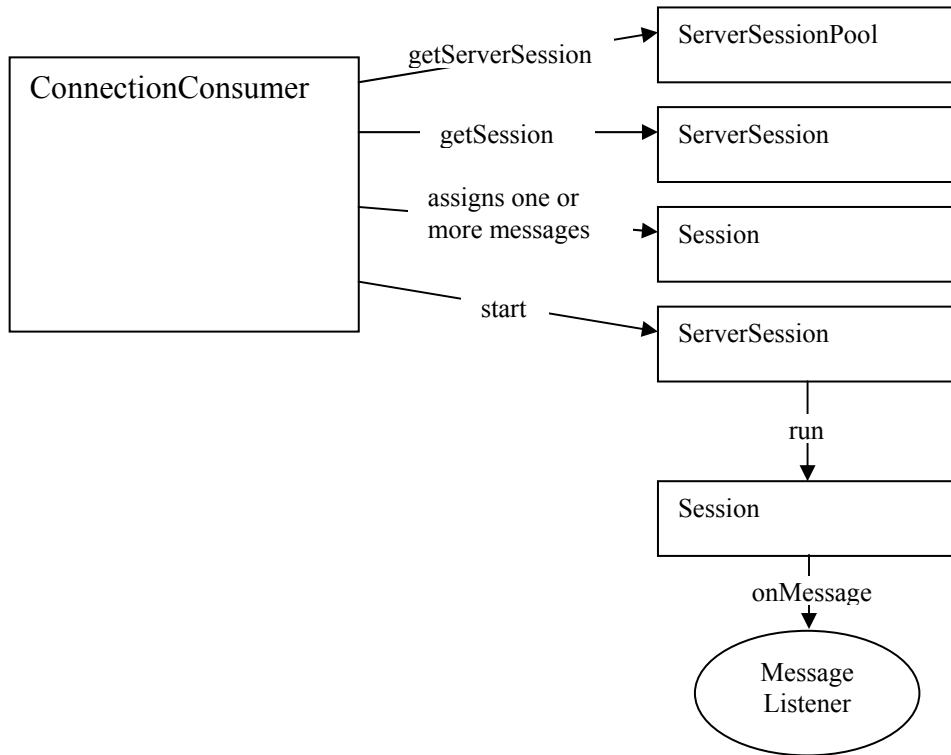 ConnectionConsumer
getServerSession
ServerSessionPool
getSession
ServerSession
assigns one or
more messages
Session
start
ServerSession
run
Session
onMessage
Message
Listener